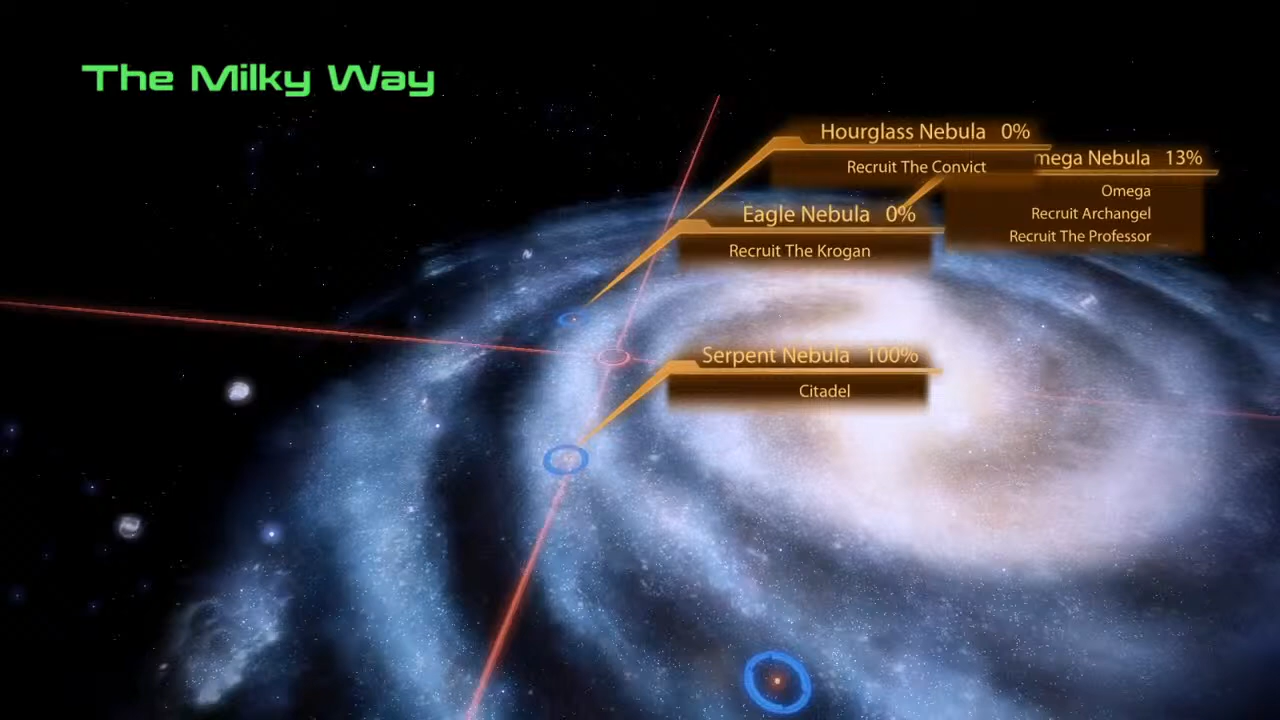 The Milky Way
Hourglass Nebula 0%
Recruit The Convict
mega Nebula 13%
Omega
Recruit Archangel
Recruit The Professor
Eagle Nebula 0%
Recruit The Krogan
Serpent Nebula 100%
Citadel